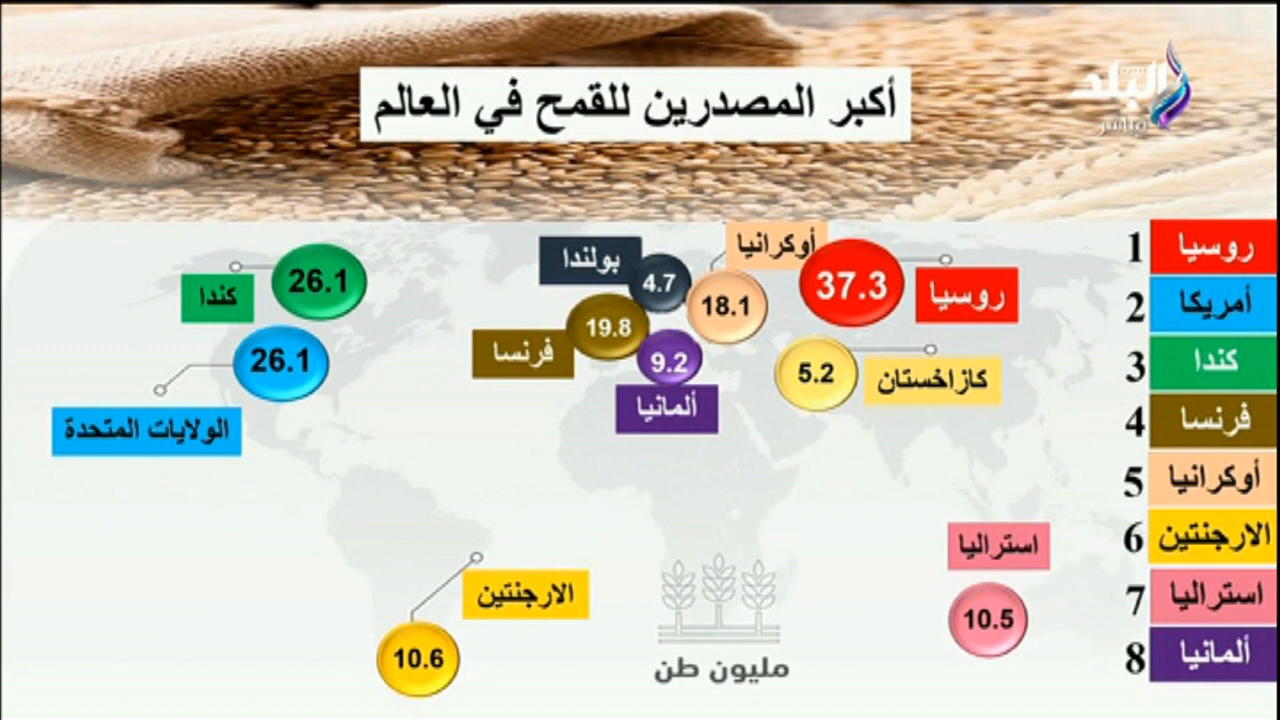 أكبر المصدرين للقمح في العالم
البلد
مباشر
1 روسيا
2 أمريكا
3 كندا
4 فرنسا
5 أوكرانيا
6 الارجنتين
7 استراليا
8 ألمانيا
روسيا
37.3
أوكرانيا
18.1
بولندا
4.7
فرنسا
19.8
ألمانيا
9.2
كازاخستان
5.2
كندا
26.1
الولايات المتحدة
26.1
استراليا
10.5
الارجنتين
10.6
مليون طن